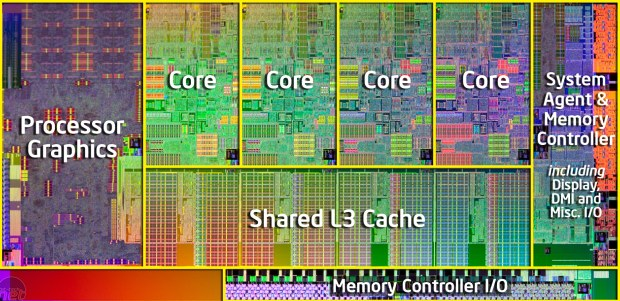 Processor
Graphics
Core
Core
Core
Core
System
Agent &
Memory
Controller
including
Display,
DMI and
Misc. I/O
Shared L3 Cache
Memory Controller I/O